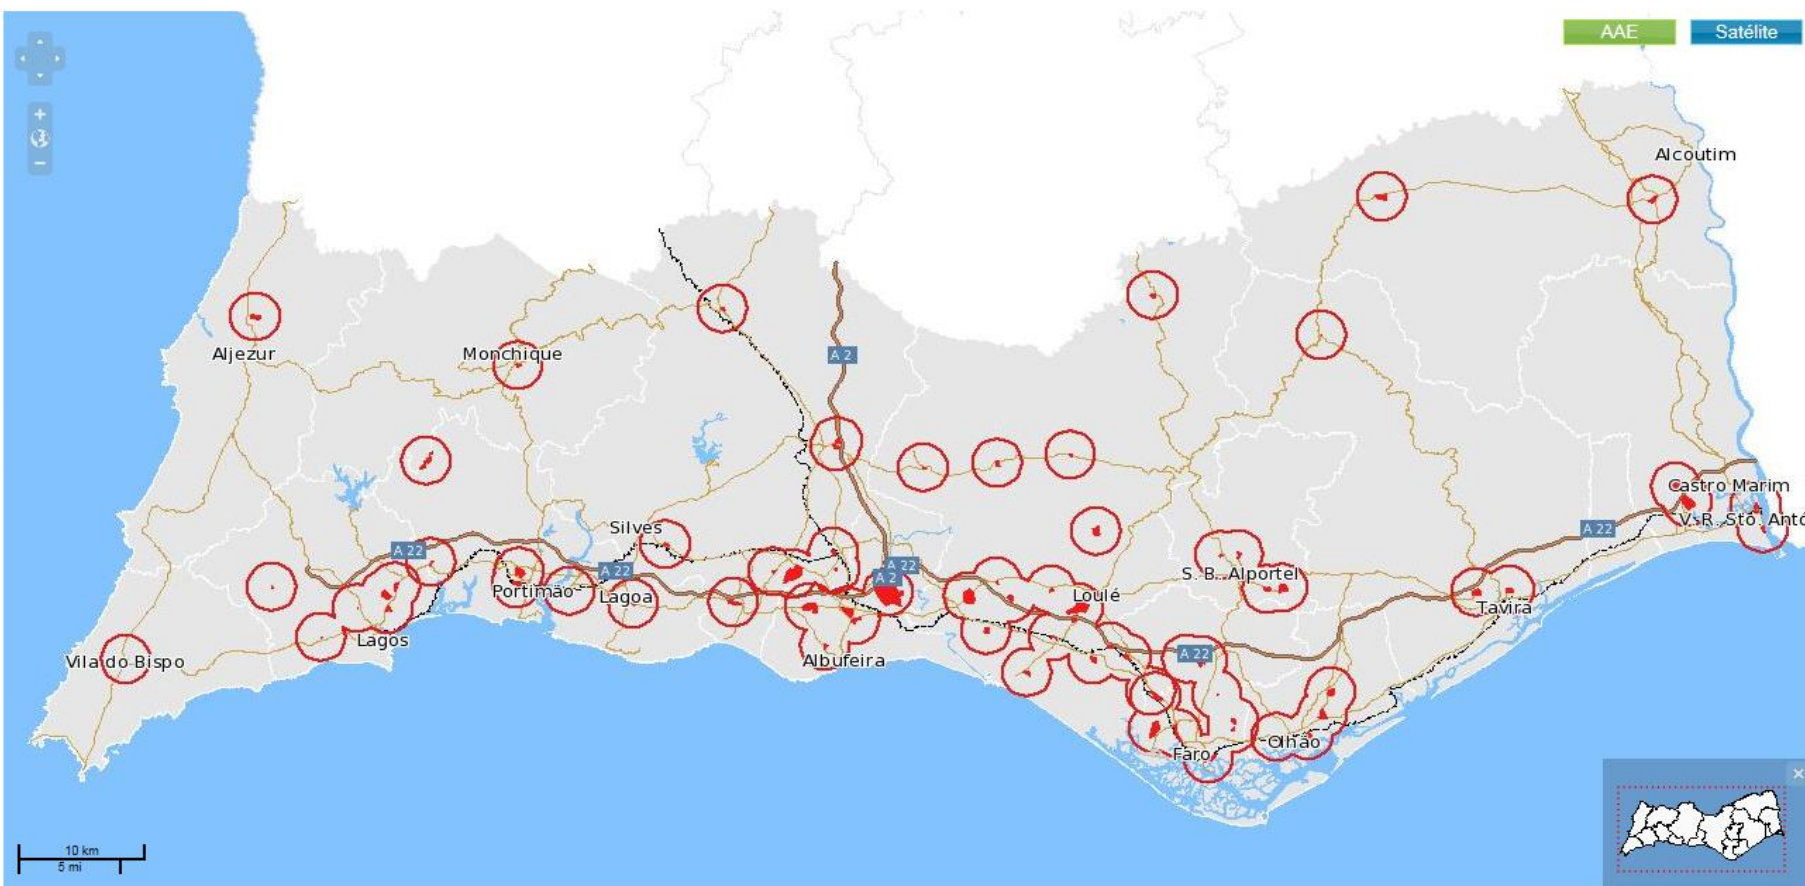 AAE
Satélite
+
−
Alcoutim
Aljezur
Monchique
A 2
Castro Marim
V. R. Sto. Antó
A 22
Silves
A 22
A 22
A 22
A 2
S. B. Alportel
Portimão
Lagoa
Loulé
Tavira
Lagos
Vila do Bispo
Albufeira
A 22
Faro
Olhão
10 km
5 mi